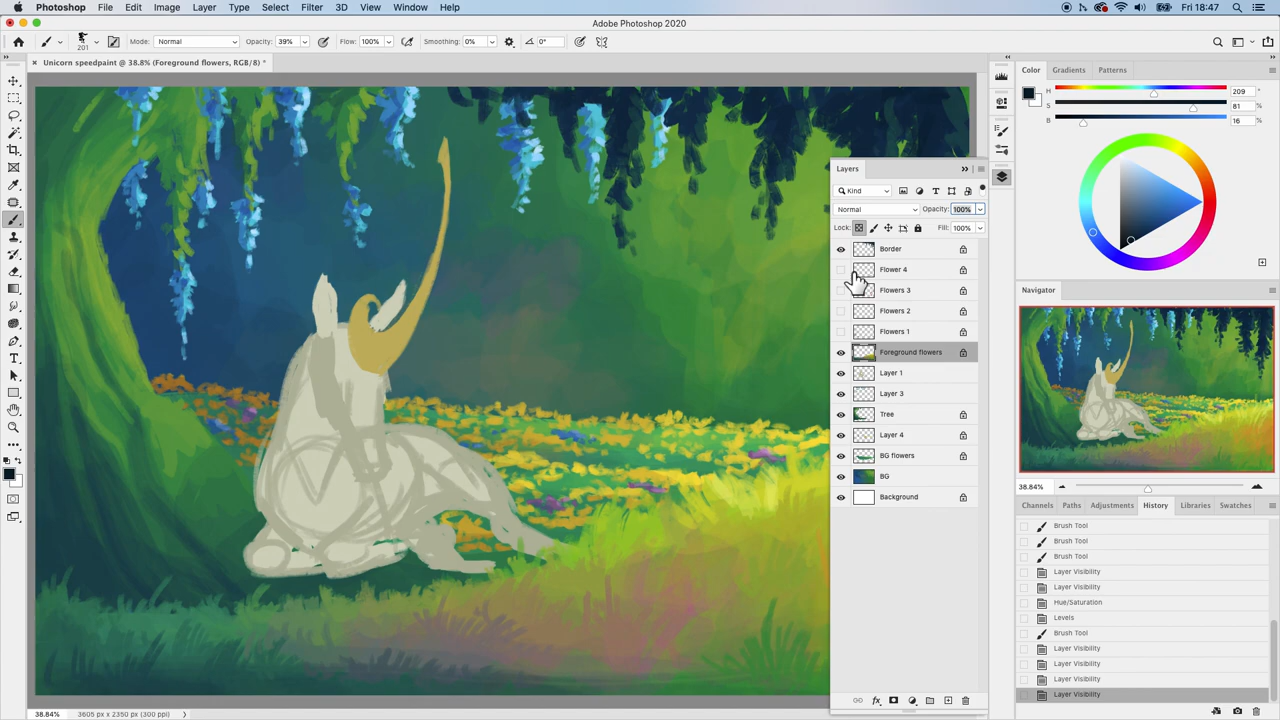 Photoshop File Edit Image Layer Type Select Filter 3D View Window Help Fri 18:47
Adobe Photoshop 2020
201 Mode: Normal Opacity: 39% Flow: 100% Smoothing: 0% 0°
Unicorn speedpaint @ 38.8% (Foreground flowers, RGB/8) *
Color Gradients Patterns
H 209 °
S 81 %
B 16 %
Layers
Kind
Normal Opacity: 100%
Lock: Fill: 100%
Border
Flower 4
Flowers 3
Flowers 2
Flowers 1
Foreground flowers
Layer 1
Layer 3
Tree
Layer 4
BG flowers
BG
Background
Navigator
38.84%
Channels Paths Adjustments History Libraries Swatches
Brush Tool
Brush Tool
Brush Tool
Layer Visibility
Layer Visibility
Hue/Saturation
Levels
Brush Tool
Layer Visibility
Layer Visibility
Layer Visibility
Layer Visibility
38.84% 3605 px x 2350 px (300 ppi)